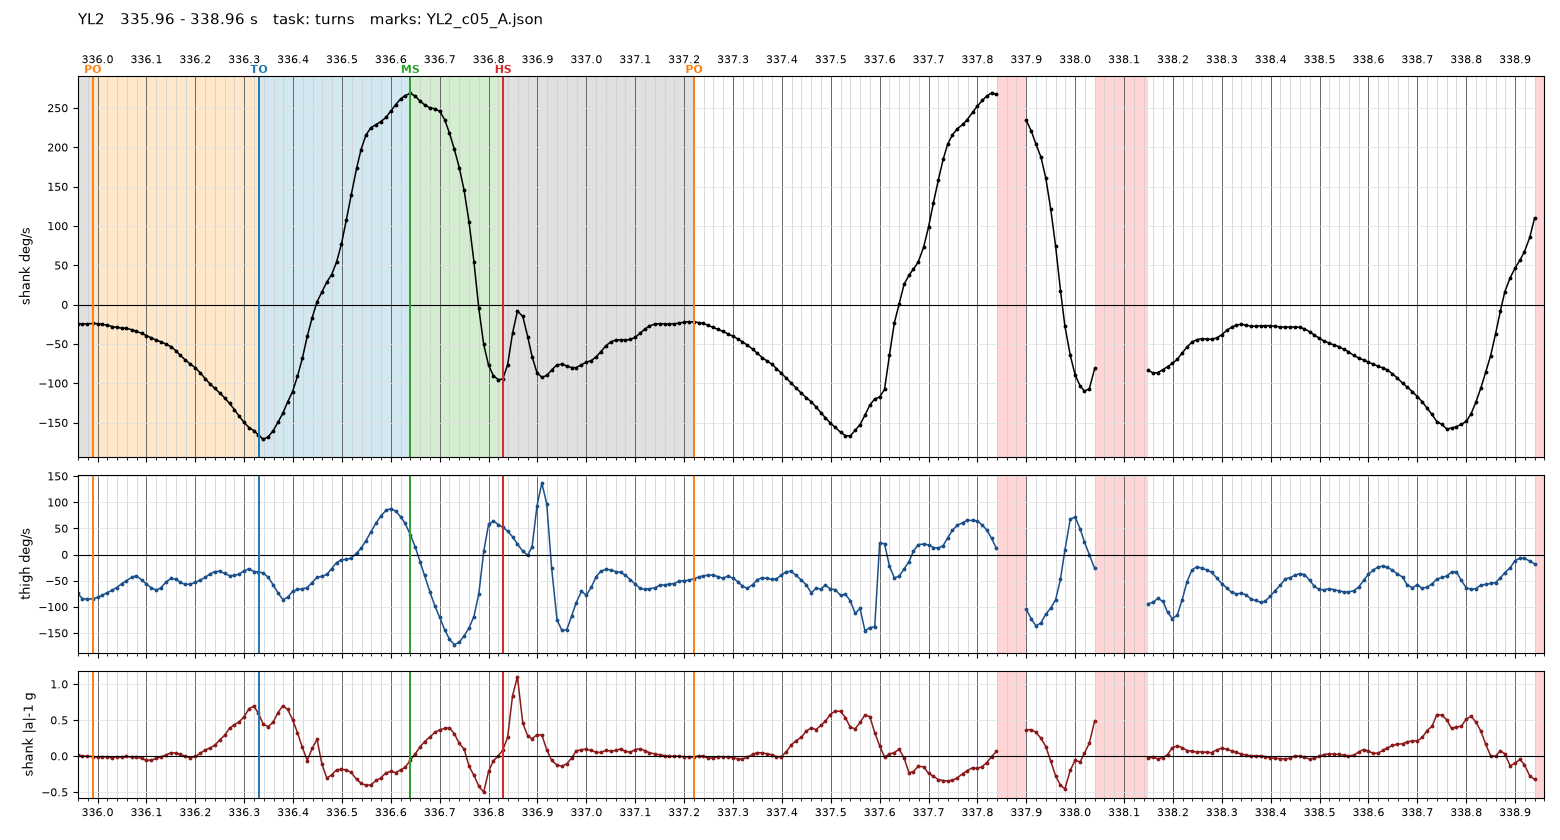 YL2   335.96 - 338.96 s   task: turns   marks: YL2_c05_A.json
336.0 336.1 336.2 336.3 336.4 336.5 336.6 336.7 336.8 336.9 337.0 337.1 337.2 337.3 337.4 337.5 337.6 337.7 337.8 337.9 338.0 338.1 338.2 338.3 338.4 338.5 338.6 338.7 338.8 338.9
PO TO MS HS PO
250
200
150
100
50
0
−50
−100
−150
shank deg/s
150
100
50
0
−50
−100
−150
thigh deg/s
1.0
0.5
0.0
−0.5
shank |a|-1 g
336.0 336.1 336.2 336.3 336.4 336.5 336.6 336.7 336.8 336.9 337.0 337.1 337.2 337.3 337.4 337.5 337.6 337.7 337.8 337.9 338.0 338.1 338.2 338.3 338.4 338.5 338.6 338.7 338.8 338.9